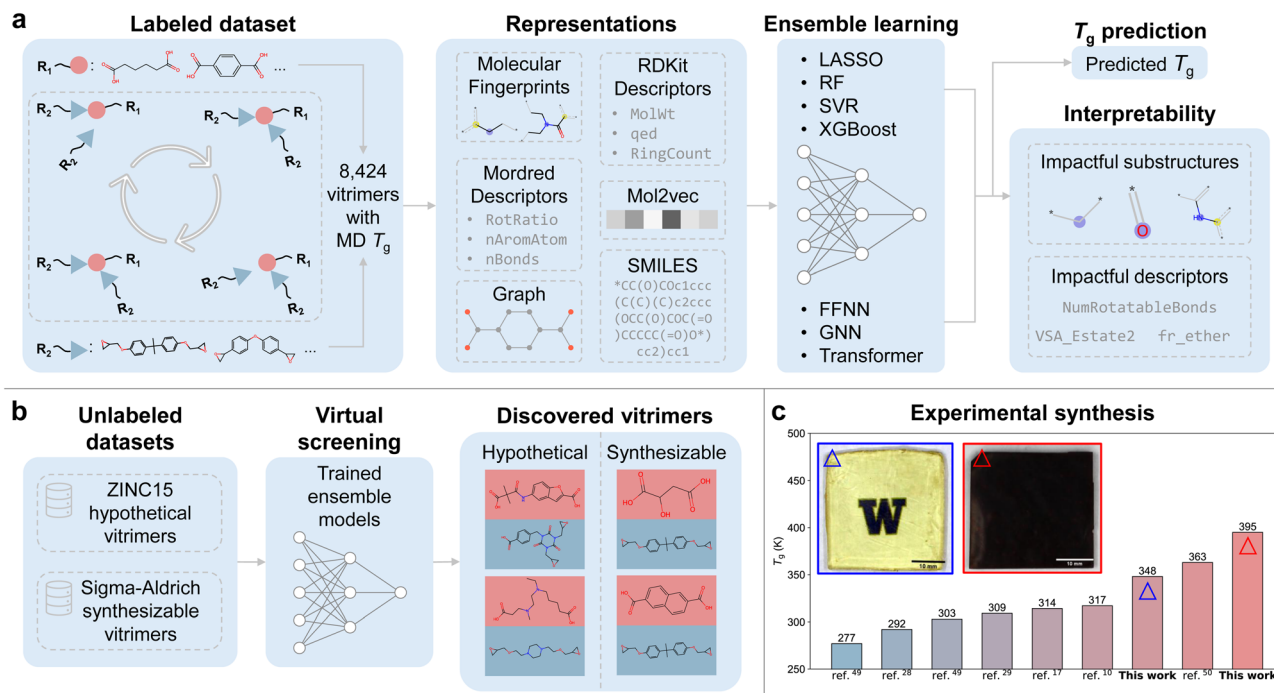 a
Labeled dataset
R1 :
HO
O
O
OH
HO
O
O
OH
...
R2
R1
R2
R2
R1
R2
R2
R1
R2
R2
R1
R2
R2 :
...
8,424
vitrimers
with
MD Tg
Representations
Molecular
Fingerprints
Mordred
Descriptors
• RotRatio
• nAromAtom
• nBonds
Graph
RDKit
Descriptors
• MolWt
• qed
• RingCount
Mol2vec
SMILES
*CC(O)COc1ccc
(C(C)(C)c2ccc
(OCC(O)COC(=O
)CCCCC(=O)O*)
cc2)cc1
Ensemble learning
• LASSO
• RF
• SVR
• XGBoost
• FFNN
• GNN
• Transformer
Tg prediction
Predicted Tg
Interpretability
Impactful substructures
O
HN
Impactful descriptors
NumRotatableBonds
VSA_Estate2 fr_ether
b
Unlabeled
datasets
ZINC15
hypothetical
vitrimers
Sigma-Aldrich
synthesizable
vitrimers
Virtual
screening
Trained
ensemble
models
Discovered vitrimers
Hypothetical
Synthesizable
c
Experimental synthesis
Tg (K)
500
450
400
350
300
250
W
10 mm
10 mm
277
292
303
309
314
317
348
363
395
ref. 49
ref. 28
ref. 49
ref. 29
ref. 17
ref. 10
This work
ref. 50
This work